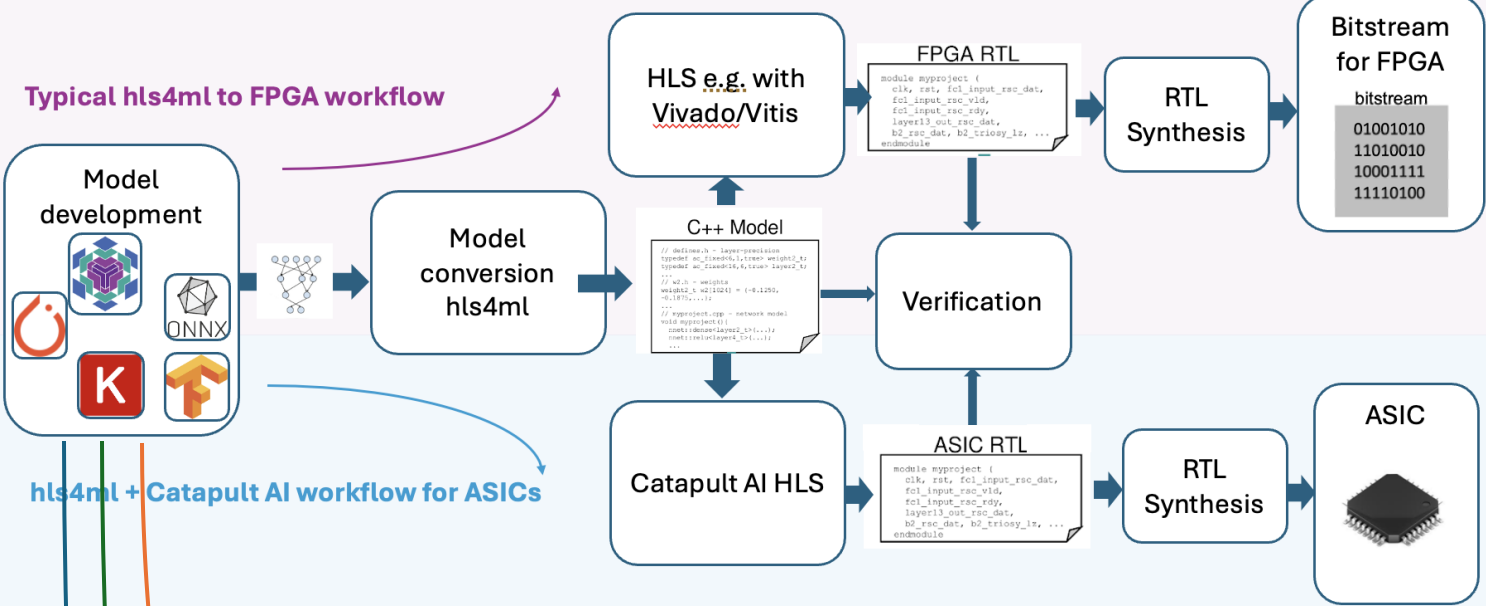 Typical hls4ml to FPGA workflow
Model
development
ONNX
K
hls4ml + Catapult AI workflow for ASICs
Model
conversion
hls4ml
HLS e.g. with
Vivado/Vitis
C++ Model
// defines.h - layer-precision
typedef ac_fixed<6,1,true> weight2_t;
typedef ac_fixed<16,6,true> layer2_t;
...
// w2.h - weights
weight2_t w2[1024] = {-0.1250,
-0.1875,...};
...
// myproject.cpp - network model
void myproject(){
nnet::dense<layer2_t>(...);
nnet::relu<layer4_t>(...);
...
Catapult AI HLS
FPGA RTL
module myproject (
clk, rst, fc1_input_rsc_dat,
fc1_input_rsc_vld,
fc1_input_rsc_rdy,
layer13_out_rsc_dat,
b2_rsc_dat, b2_triosy_lz, ...
endmodule
Verification
ASIC RTL
module myproject (
clk, rst, fc1_input_rsc_dat,
fc1_input_rsc_vld,
fc1_input_rsc_rdy,
layer13_out_rsc_dat,
b2_rsc_dat, b2_triosy_lz, ...
endmodule
RTL
Synthesis
RTL
Synthesis
Bitstream
for FPGA
bitstream
01001010
11010010
10001111
11110100
ASIC